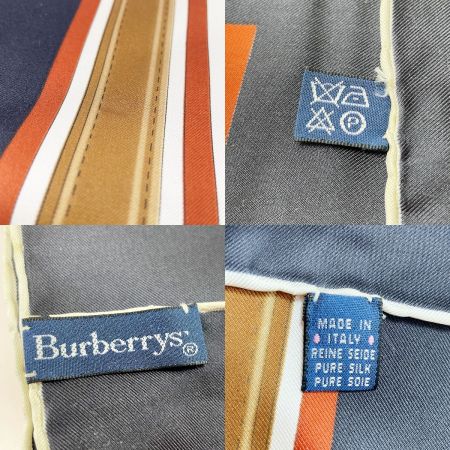 P
Burberrys®
MADE IN
ITALY
REINE SEIDE
PURE SILK
PURE SOIE